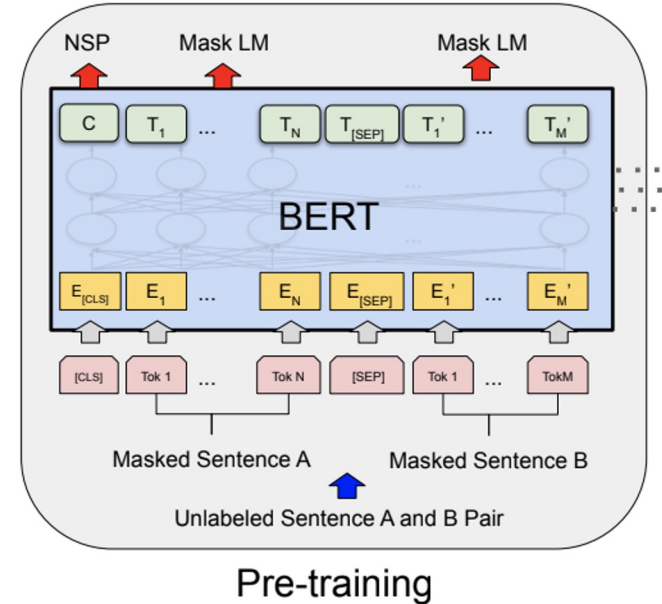 NSP Mask LM Mask LM
C T1 ... TN T[SEP] T1' ... TM'
...
BERT
...
E[CLS] E1 ... EN E[SEP] E1' ... EM'
[CLS] Tok 1 ... Tok N [SEP] Tok 1 ... TokM
Masked Sentence A Masked Sentence B
Unlabeled Sentence A and B Pair
Pre-training